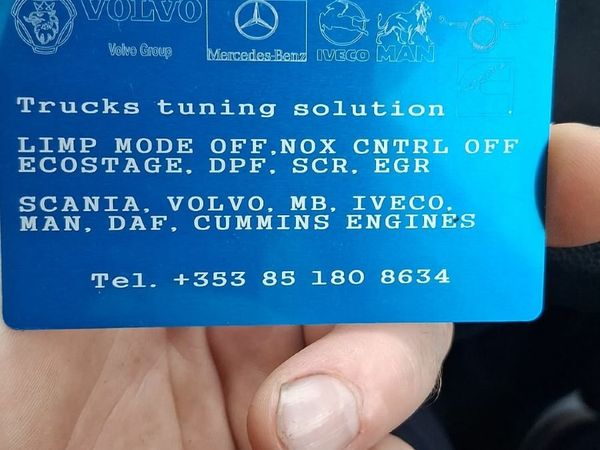 VOLVO
Volvo Group
Mercedes-Benz
IVECO
MAN
Trucks tuning solution
LIMP MODE OFF,NOX CNTRL OFF
ECOSTAGE, DPF, SCR, EGR
SCANIA, VOLVO, MB, IVECO,
MAN, DAF, CUMMINS ENGINES
Tel. +353 85 180 8634